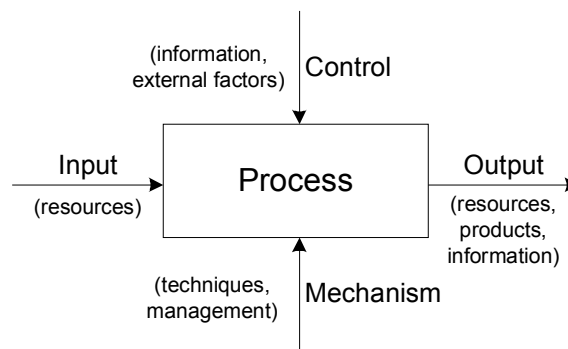 (information,
external factors)
Control
Input
(resources)
Process
Output
(resources,
products,
information)
(techniques,
management)
Mechanism